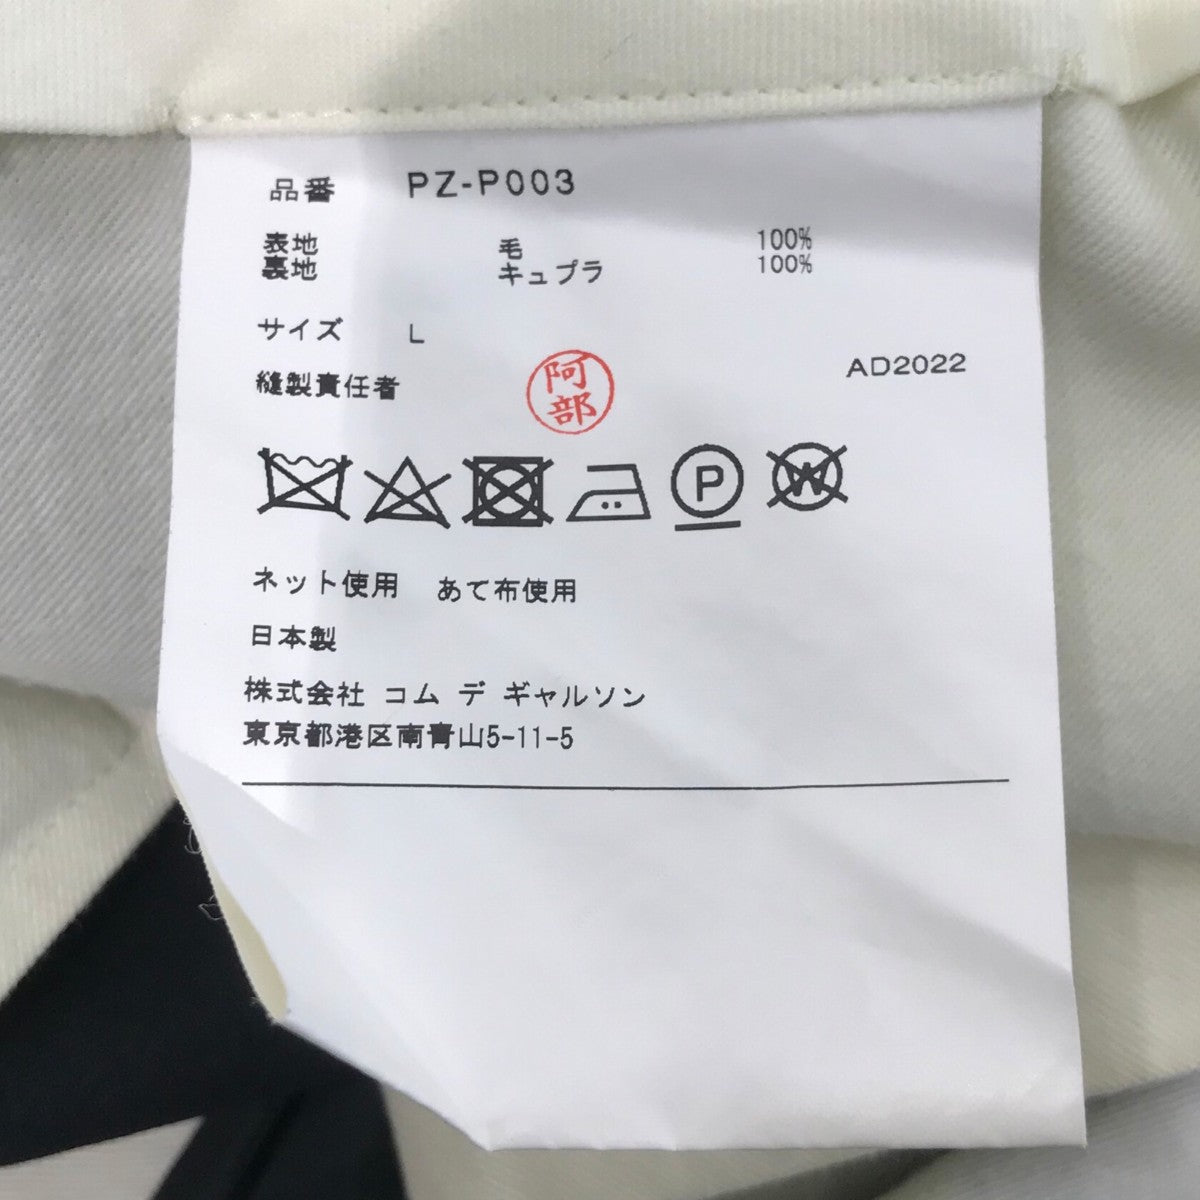 品番 PZ-P003
表地 毛 100%
裏地 キュプラ 100%
サイズ L
AD2022
縫製責任者 阿部
P W
ネット使用 あて布使用
日本製
株式会社 コム デ ギャルソン
東京都港区南青山5-11-5